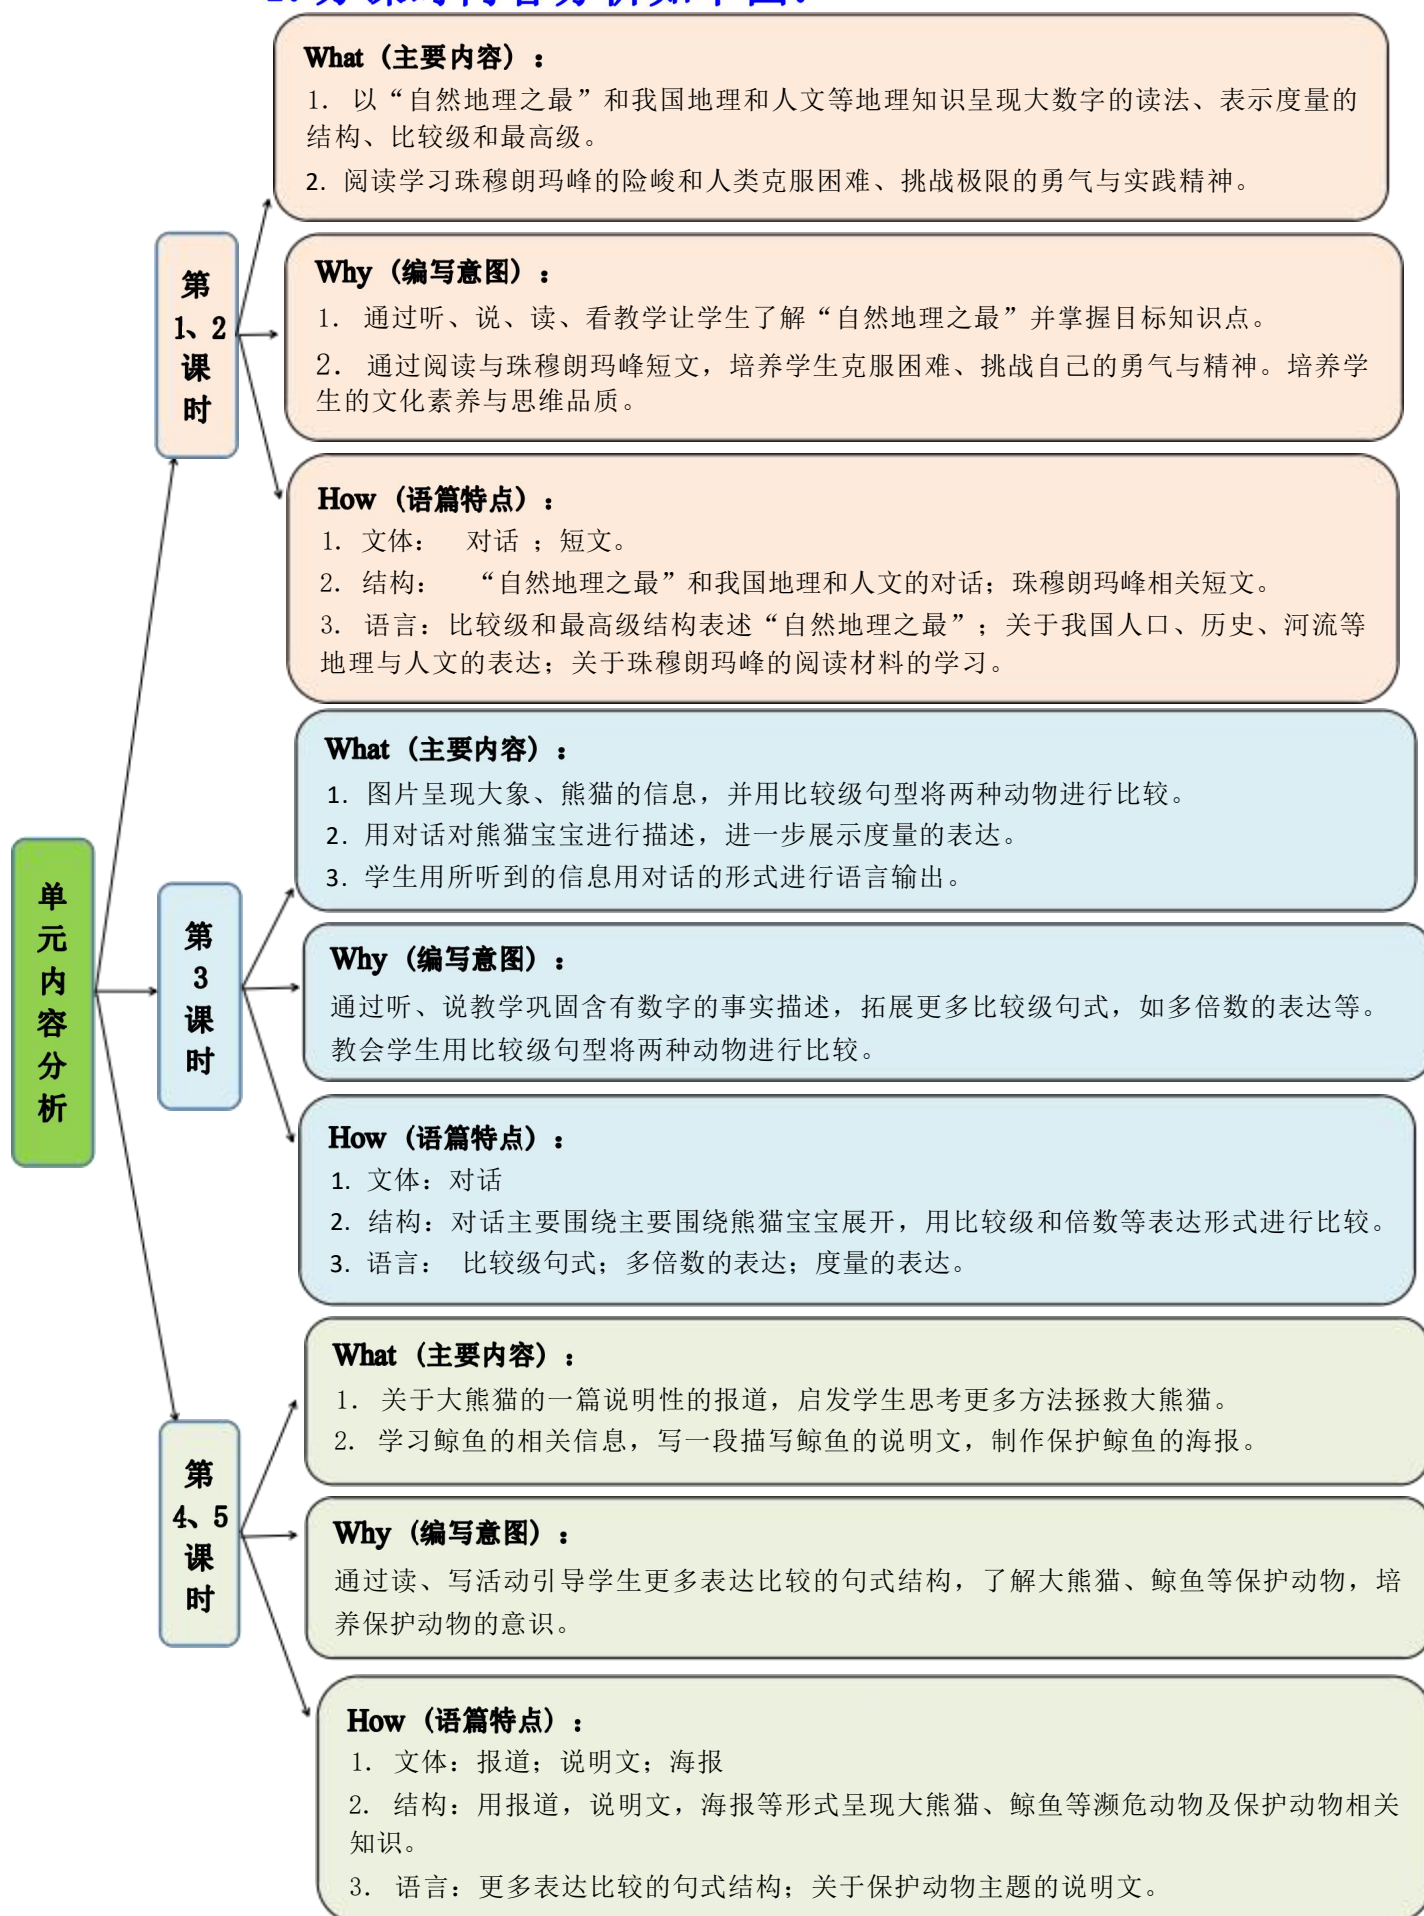 What（主要内容）：
1. 以“自然地理之最”和我国地理和人文等地理知识呈现大数字的读法、表示度量的
结构、比较级和最高级。
2. 阅读学习珠穆朗玛峰的险峻和人类克服困难、挑战极限的勇气与实践精神。
第
1、2
课
时
Why（编写意图）：
1. 通过听、说、读、看教学让学生了解“自然地理之最”并掌握目标知识点。
2. 通过阅读与珠穆朗玛峰短文，培养学生克服困难、挑战自己的勇气与精神。培养学
生的文化素养与思维品质。
How（语篇特点）：
1. 文体： 对话 ；短文。
2. 结构： “自然地理之最”和我国地理和人文的对话；珠穆朗玛峰相关短文。
3. 语言：比较级和最高级结构表述“自然地理之最”；关于我国人口、历史、河流等
地理与人文的表达；关于珠穆朗玛峰的阅读材料的学习。
单
元
内
容
分
析
第
3
课
时
What（主要内容）：
1. 图片呈现大象、熊猫的信息，并用比较级句型将两种动物进行比较。
2. 用对话对熊猫宝宝进行描述，进一步展示度量的表达。
3. 学生用所听到的信息用对话的形式进行语言输出。
Why（编写意图）：
通过听、说教学巩固含有数字的事实描述，拓展更多比较级句式，如多倍数的表达等。
教会学生用比较级句型将两种动物进行比较。
How（语篇特点）：
1. 文体：对话
2. 结构：对话主要围绕主要围绕熊猫宝宝展开，用比较级和倍数等表达形式进行比较。
3. 语言： 比较级句式；多倍数的表达；度量的表达。
第
4、5
课
时
What（主要内容）：
1. 关于大熊猫的一篇说明性的报道，启发学生思考更多方法拯救大熊猫。
2. 学习鲸鱼的相关信息，写一段描写鲸鱼的说明文，制作保护鲸鱼的海报。
Why（编写意图）：
通过读、写活动引导学生更多表达比较的句式结构，了解大熊猫、鲸鱼等保护动物，培
养保护动物的意识。
How（语篇特点）：
1. 文体：报道；说明文；海报
2. 结构：用报道，说明文，海报等形式呈现大熊猫、鲸鱼等濒危动物及保护动物相关
知识。
3. 语言：更多表达比较的句式结构；关于保护动物主题的说明文。